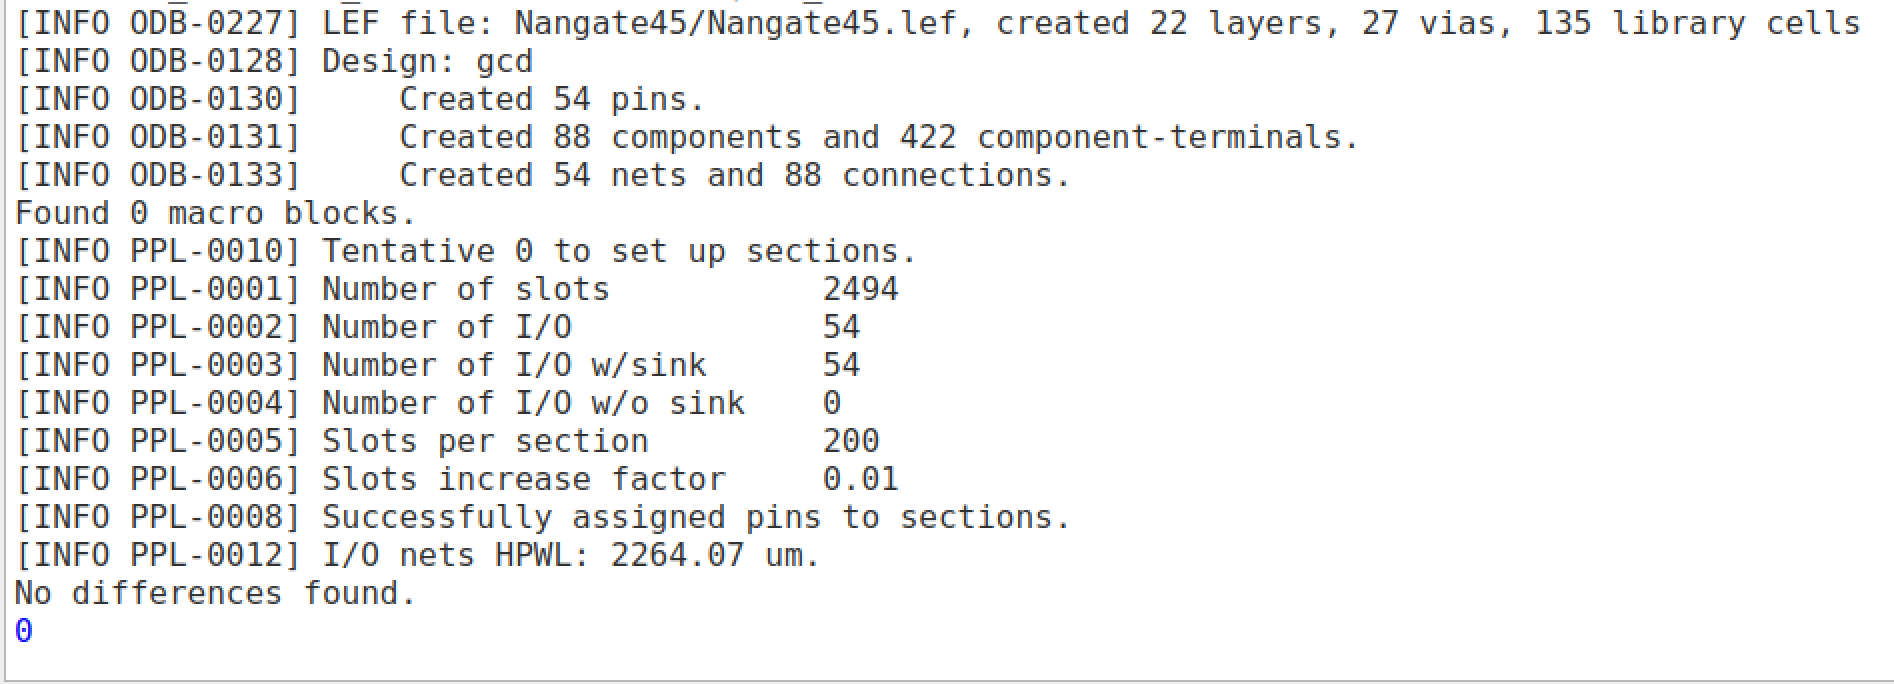 [INFO ODB-0227] LEF file: Nangate45/Nangate45.lef, created 22 layers, 27 vias, 135 library cells
[INFO ODB-0128] Design: gcd
[INFO ODB-0130]     Created 54 pins.
[INFO ODB-0131]     Created 88 components and 422 component-terminals.
[INFO ODB-0133]     Created 54 nets and 88 connections.
Found 0 macro blocks.
[INFO PPL-0010] Tentative 0 to set up sections.
[INFO PPL-0001] Number of slots           2494
[INFO PPL-0002] Number of I/O             54
[INFO PPL-0003] Number of I/O w/sink      54
[INFO PPL-0004] Number of I/O w/o sink    0
[INFO PPL-0005] Slots per section         200
[INFO PPL-0006] Slots increase factor     0.01
[INFO PPL-0008] Successfully assigned pins to sections.
[INFO PPL-0012] I/O nets HPWL: 2264.07 um.
No differences found.
0